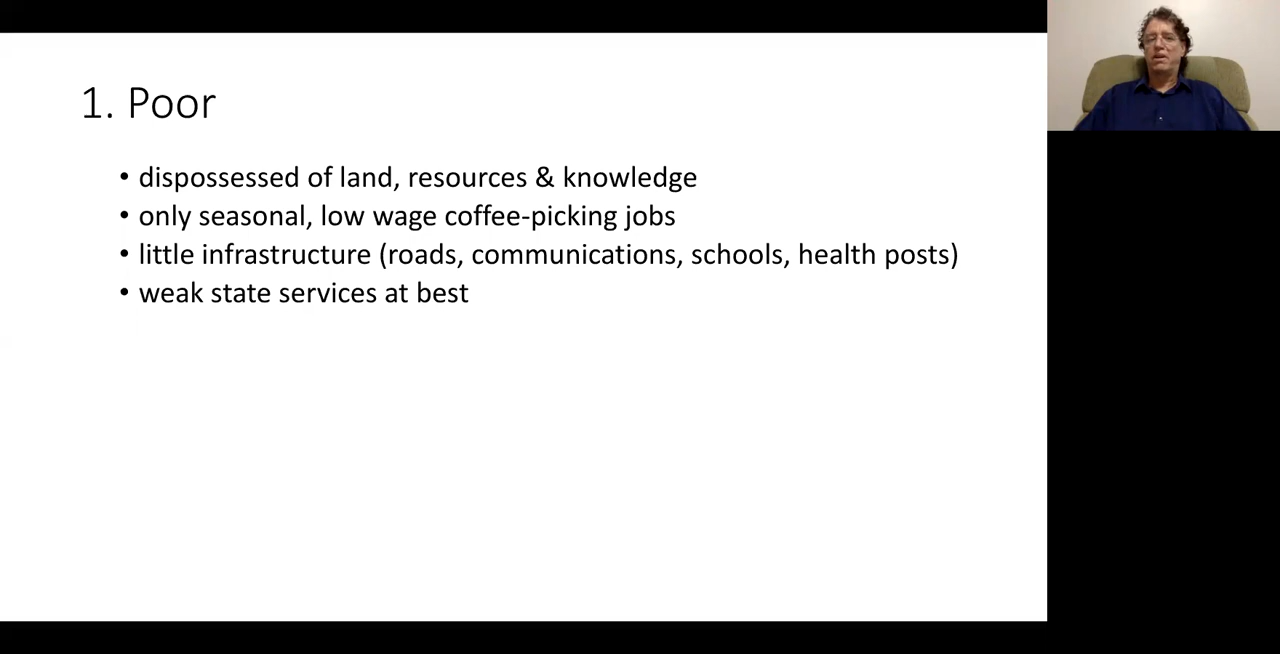 1. Poor
• dispossessed of land, resources & knowledge
• only seasonal, low wage coffee-picking jobs
• little infrastructure (roads, communications, schools, health posts)
• weak state services at best